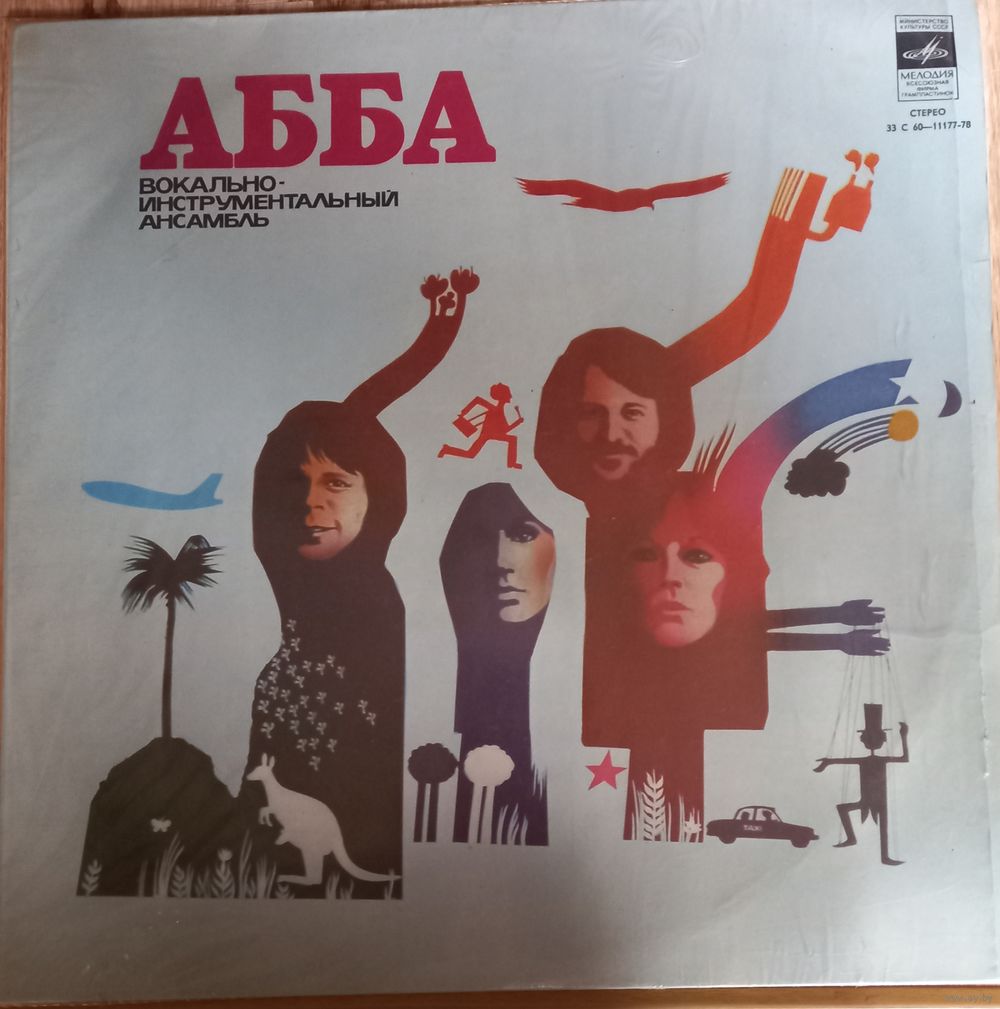 АББА
ВОКАЛЬНО-
ИНСТРУМЕНТАЛЬНЫЙ
АНСАМБЛЬ
МИНИСТЕРСТВО
КУЛЬТУРЫ СССР
МЕЛОДИЯ
ВСЕСОЮЗНАЯ
ФИРМА
ГРАМПЛАСТИНОК
СТЕРЕО
33 С 60—11177-78
TAXI